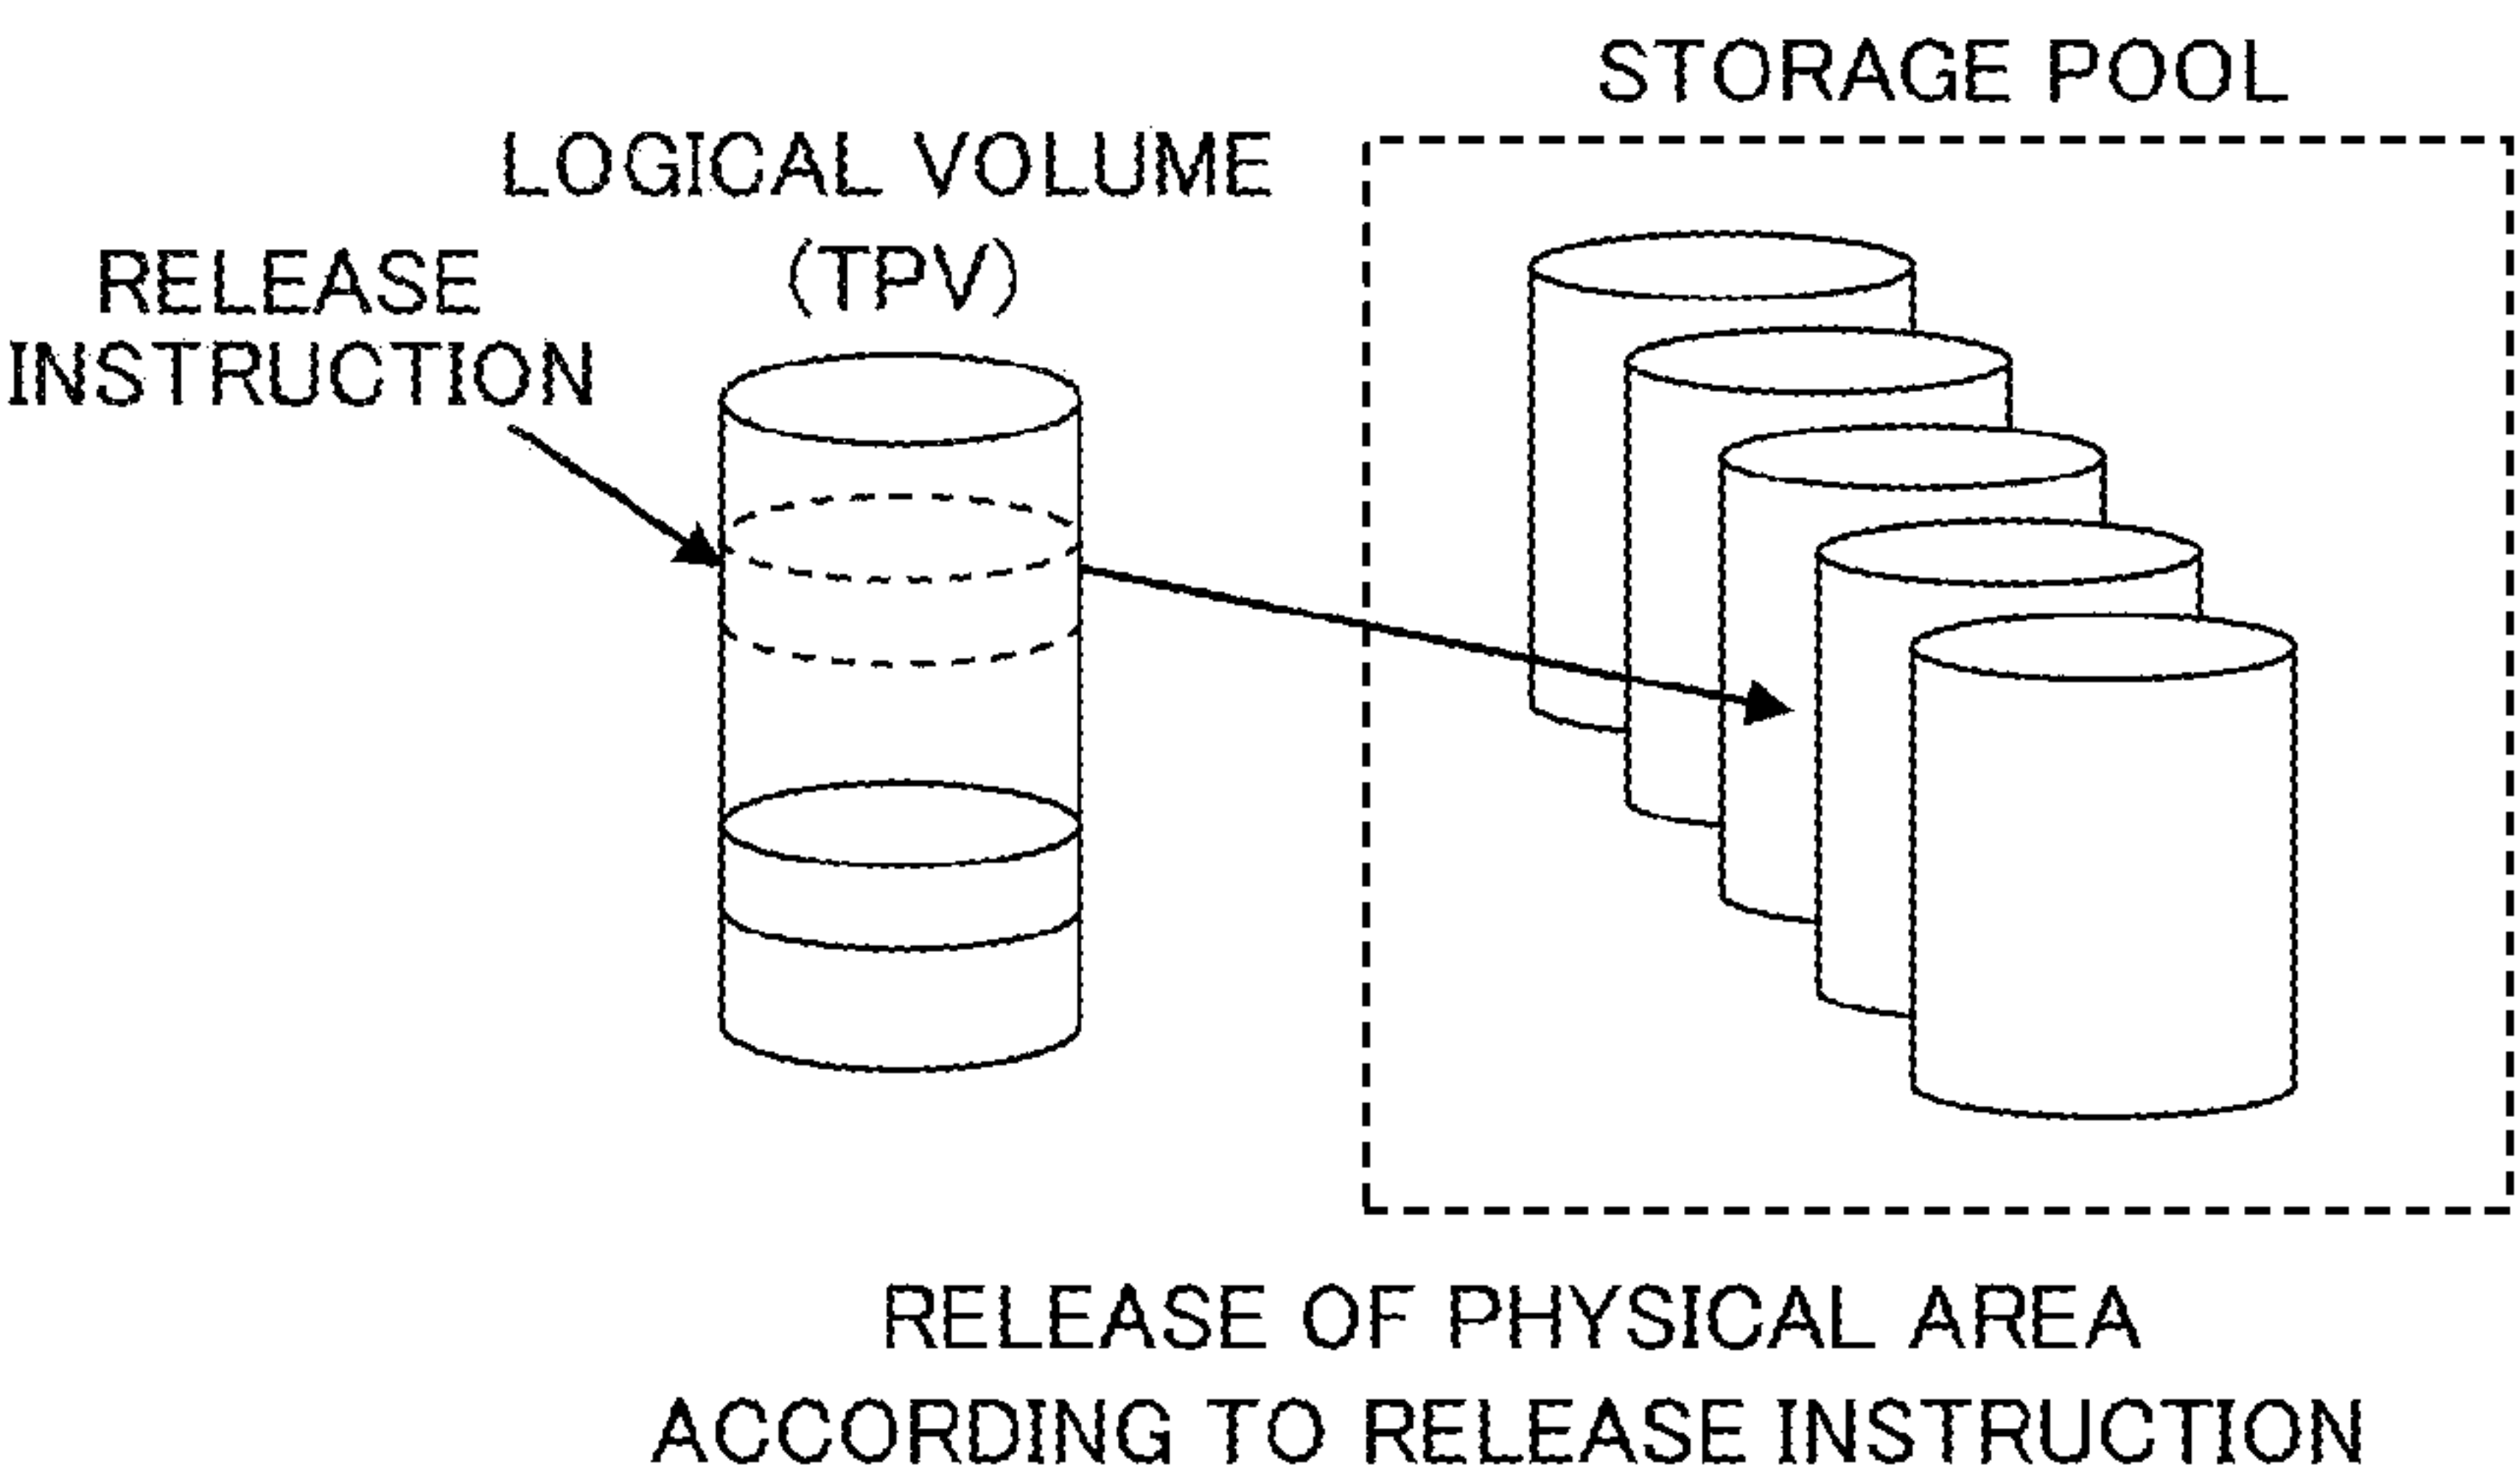 STORAGE POOL
LOGICAL VOLUME
(TPV)
RELEASE
INSTRUCTION
RELEASE OF PHYSICAL AREA
ACCORDING TO RELEASE INSTRUCTION